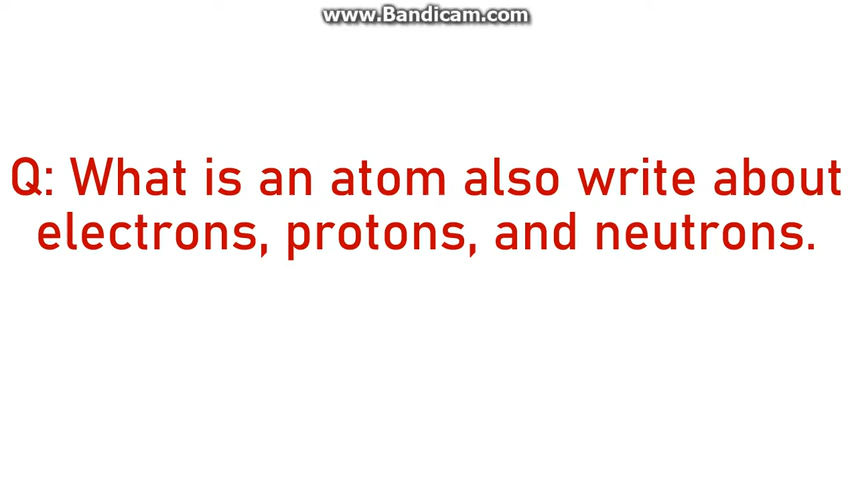 www.Bandicam.com
Q: What is an atom also write about
electrons, protons, and neutrons.